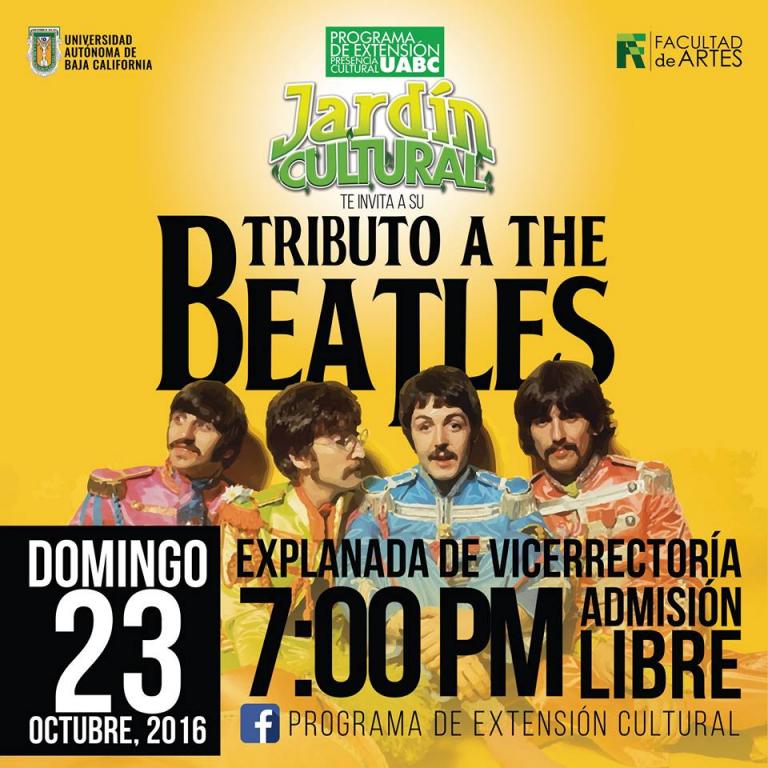 UNIVERSIDAD
AUTÓNOMA DE
BAJA CALIFORNIA
PROGRAMA
DE EXTENSIÓN
PRESENCIA
CULTURAL UABC
FACULTAD
de ARTES
Jardín
CULTURAL
TE INVITA A SU
TRIBUTO A THE
BEATLES
DOMINGO
23
OCTUBRE, 2016
EXPLANADA DE VICERRECTORÍA
7:00 PM
ADMISIÓN
LIBRE
f PROGRAMA DE EXTENSIÓN CULTURAL